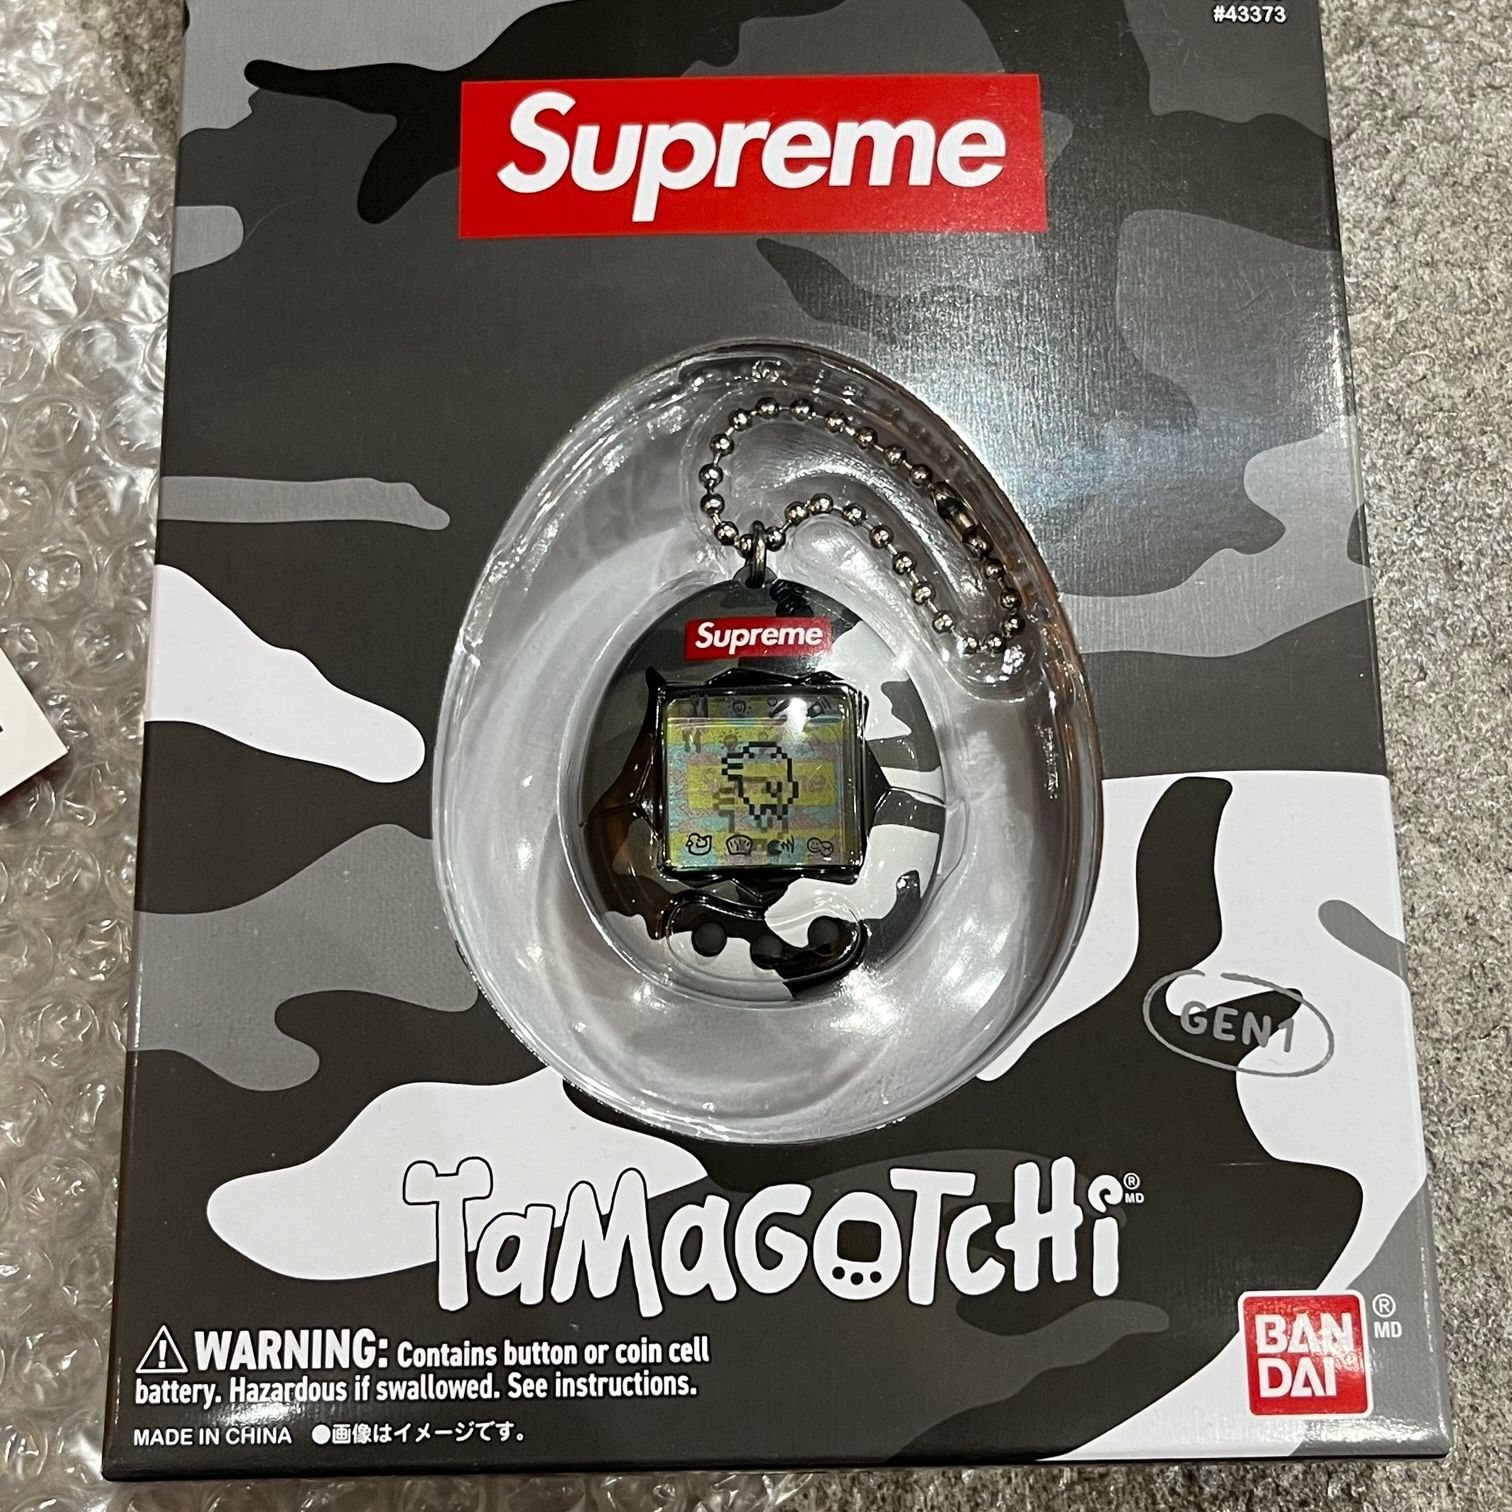 #43373
Supreme
Supreme
GEN1
TaMaGOTcHi® MD
⚠ WARNING: Contains button or coin cell
battery. Hazardous if swallowed. See instructions.
MADE IN CHINA ●画像はイメージです。
BAN
DAI
® MD